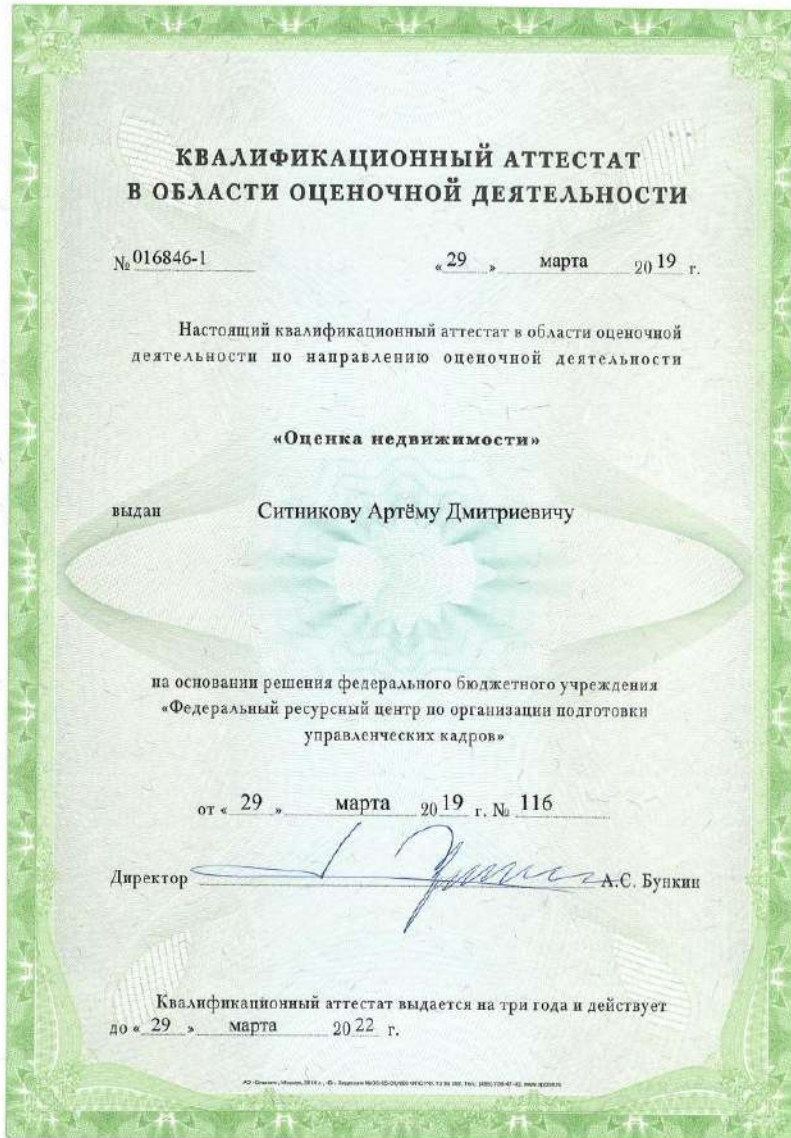 КВАЛИФИКАЦИОННЫЙ АТТЕСТАТ
В ОБЛАСТИ ОЦЕНОЧНОЙ ДЕЯТЕЛЬНОСТИ
№ 016846-1 « 29 » марта 20 19 г.
Настоящий квалификационный аттестат в области оценочной
деятельности по направлению оценочной деятельности
«Оценка недвижимости»
выдан Ситникову Артёму Дмитриевичу
на основании решения федерального бюджетного учреждения
«Федеральный ресурсный центр по организации подготовки
управленческих кадров»
от « 29 » марта 20 19 г. № 116
Директор А.С. Бункин
Квалификационный аттестат выдается на три года и действует
до « 29 » марта 20 22 г.